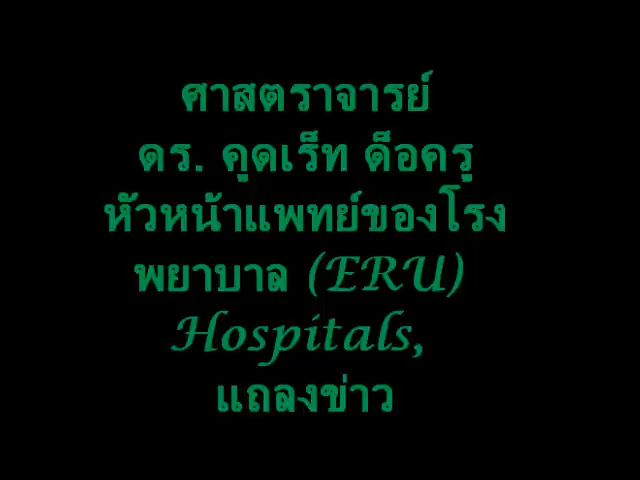 ศาสตราจารย์
ดร. คูดเร็ท ด็อครู
หัวหน้าแพทย์ของโรง
พยาบาล (ERU)
Hospitals,
แถลงข่าว